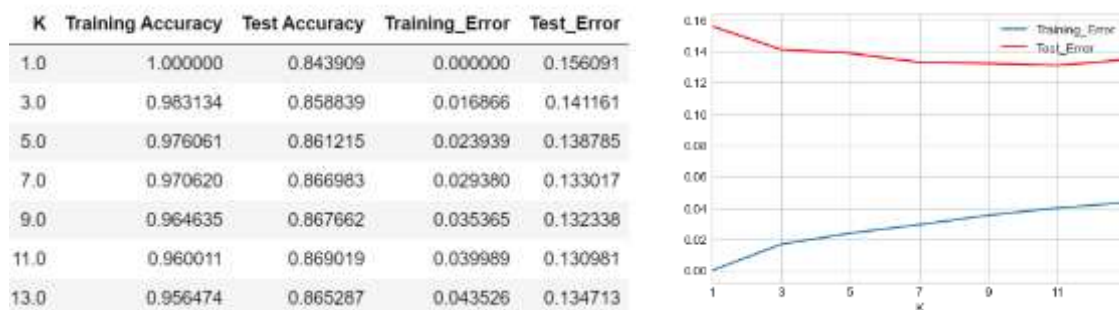 K Training Accuracy Test Accuracy Training_Error Test_Error
1.0 1.000000 0.843909 0.000000 0.156091
3.0 0.983134 0.858839 0.016866 0.141161
5.0 0.976061 0.861215 0.023939 0.138785
7.0 0.970620 0.866983 0.029380 0.133017
9.0 0.964635 0.867662 0.035365 0.132338
11.0 0.960011 0.869019 0.039989 0.130981
13.0 0.956474 0.865287 0.043526 0.134713
0.16
0.14
0.12
0.10
0.08
0.06
0.04
0.02
0.00
Training_Error
Test_Error
1 3 5 7 9 11
K